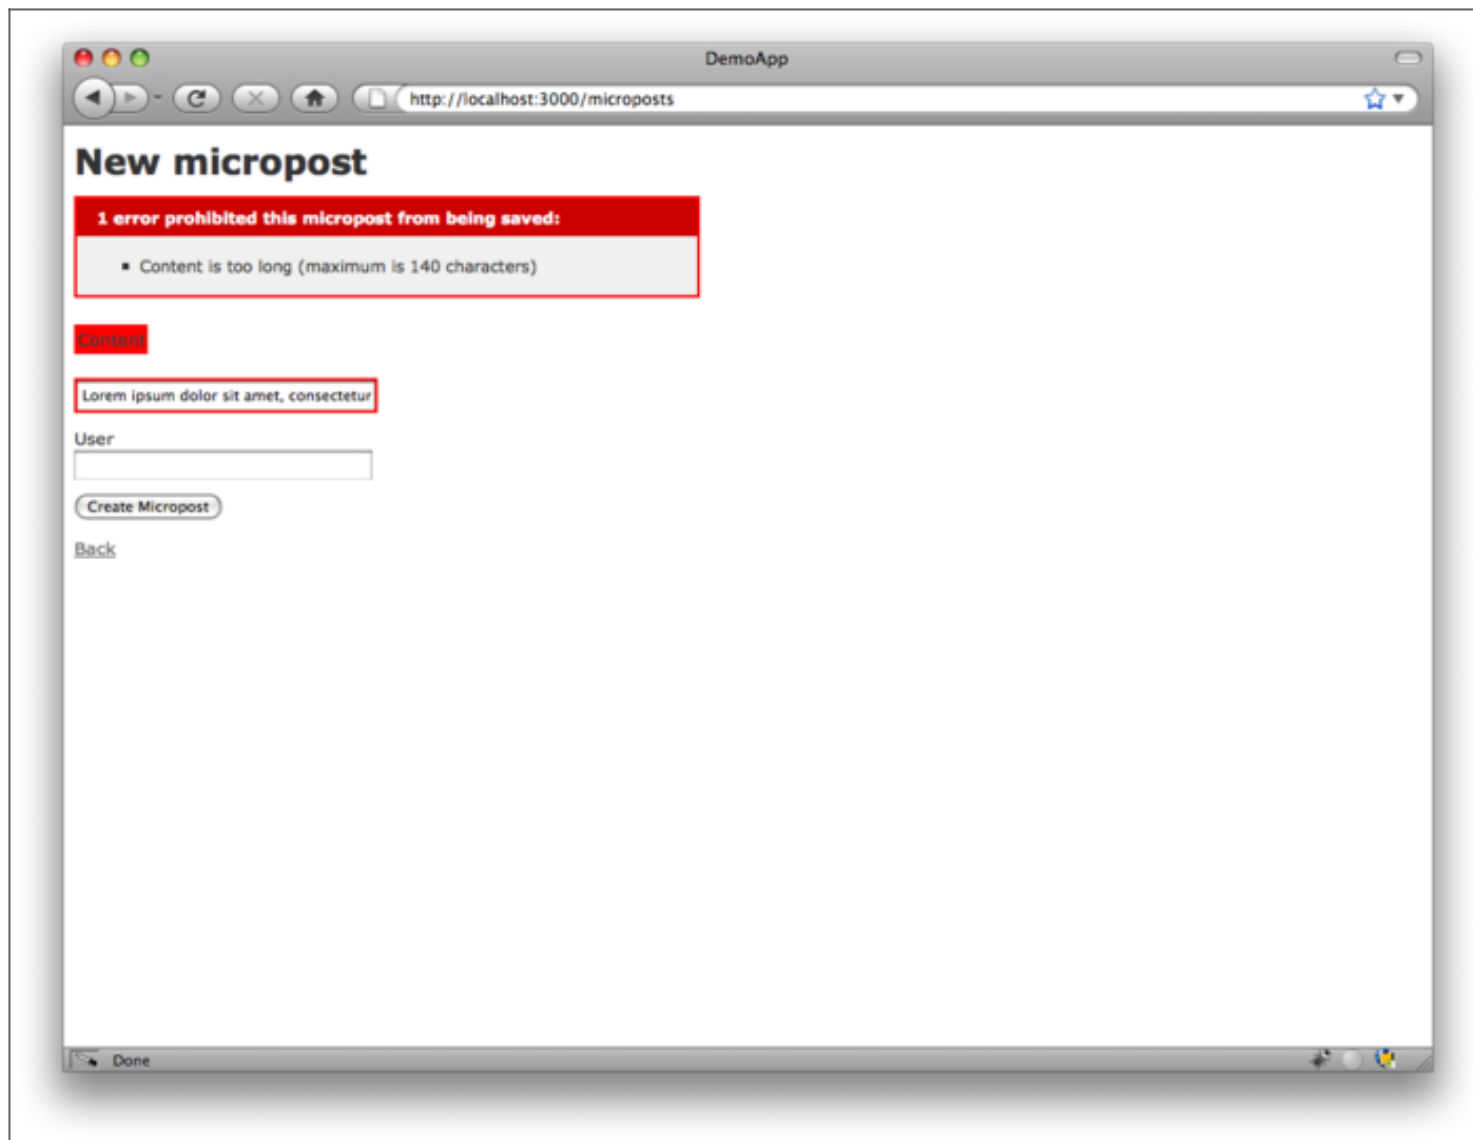 DemoApp
http://localhost:3000/microposts
New micropost
1 error prohibited this micropost from being saved:
Content is too long (maximum is 140 characters)
Content
Lorem ipsum dolor sit amet, consectetur
User
Create Micropost
Back
Done